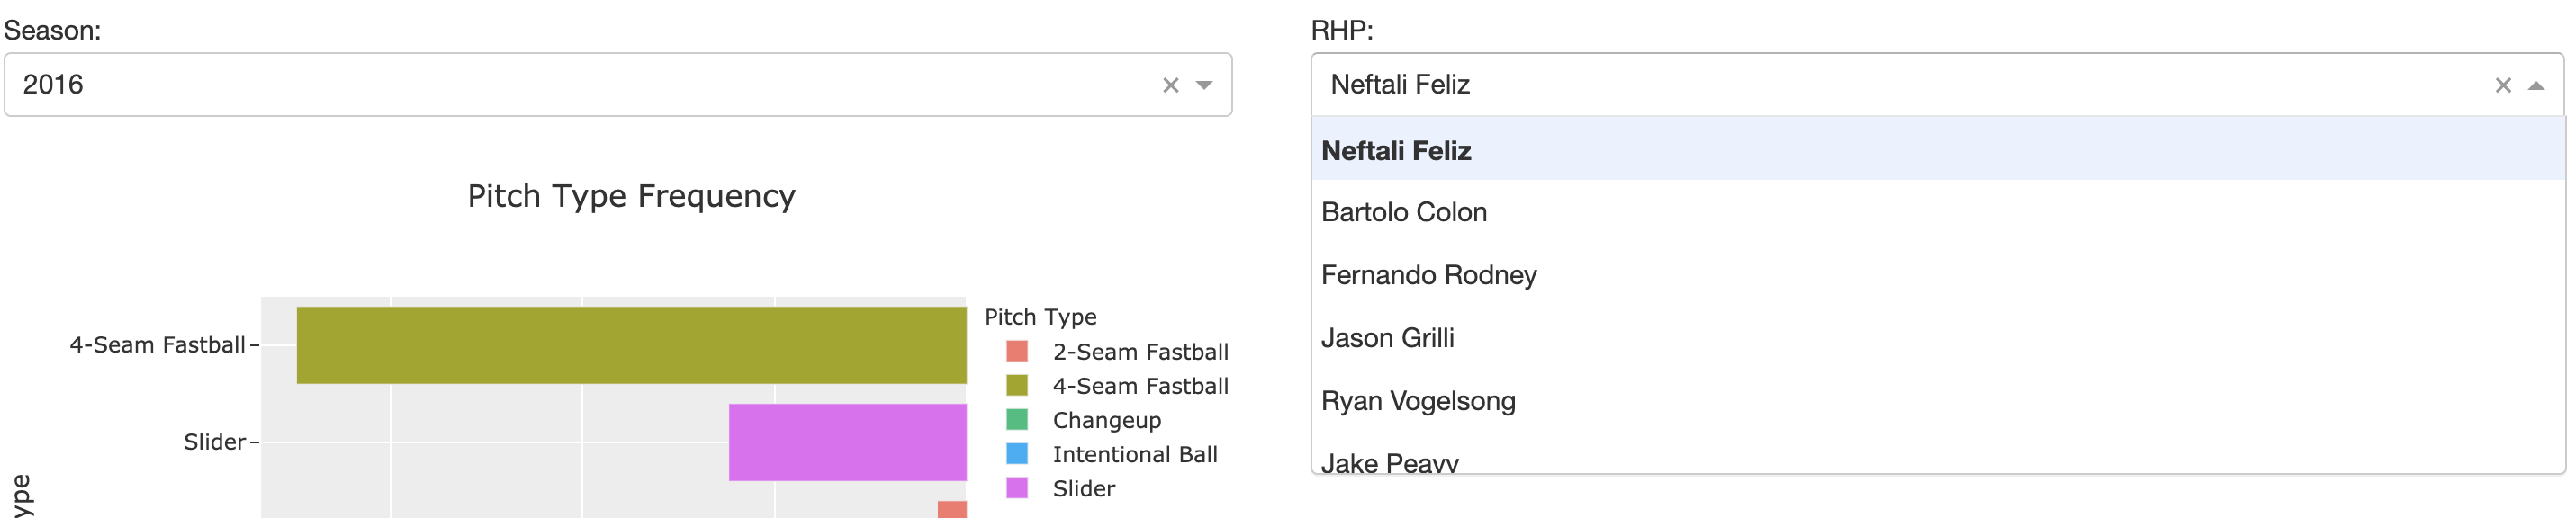 Season:
2016
RHP:
Neftali Feliz
Neftali Feliz
Bartolo Colon
Fernando Rodney
Jason Grilli
Ryan Vogelsong
Jake Peavy
Pitch Type Frequency
4-Seam Fastball
Slider
ype
Pitch Type
2-Seam Fastball
4-Seam Fastball
Changeup
Intentional Ball
Slider